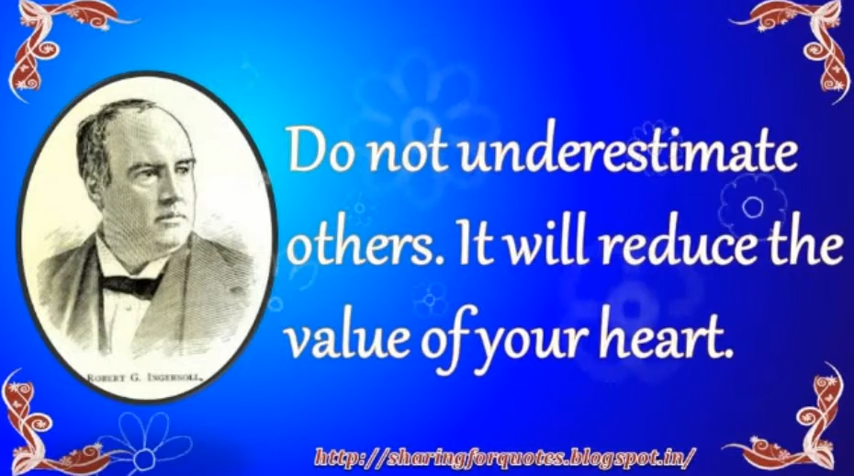 Do not underestimate
others. It will reduce the
value of your heart.
ROBERT G. INGERSOLL.
http://sharingforquotes.blogspot.in/